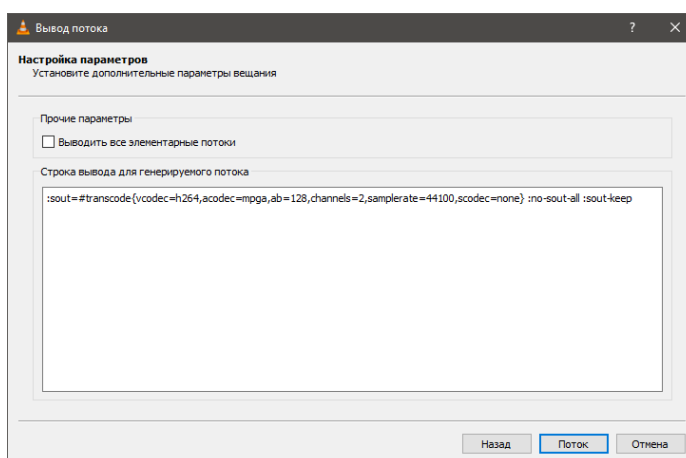 Вывод потока
?
Настройка параметров
Установите дополнительные параметры вещания
Прочие параметры
Выводить все элементарные потоки
Строка вывода для генерируемого потока
:sout=#transcode{vcodec=h264,acodec=mpga,ab=128,channels=2,samplerate=44100,scodec=none} :no-sout-all :sout-keep
Назад Поток Отмена